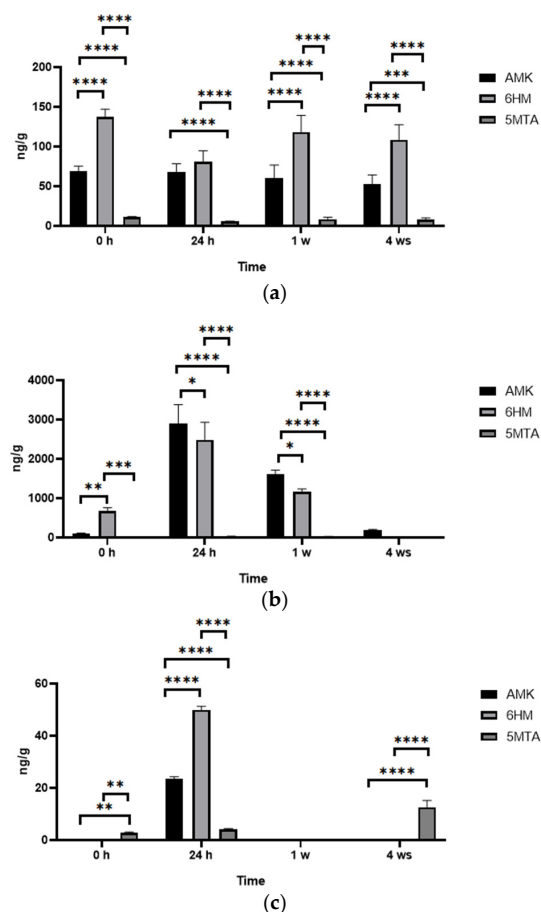 ****
****
****
****
****
****
****
****
****
***
****
200
150
100
50
0
ng/g
0 h
24 h
1 w
4 ws
Time
AMK
6HM
5MTA
(a)
****
****
*
****
****
*
***
**
4000
3000
2000
1000
0
ng/g
0 h
24 h
1 w
4 ws
Time
AMK
6HM
5MTA
(b)
****
****
****
**
**
****
****
60
40
20
0
ng/g
0 h
24 h
1 w
4 ws
Time
AMK
6HM
5MTA
(c)